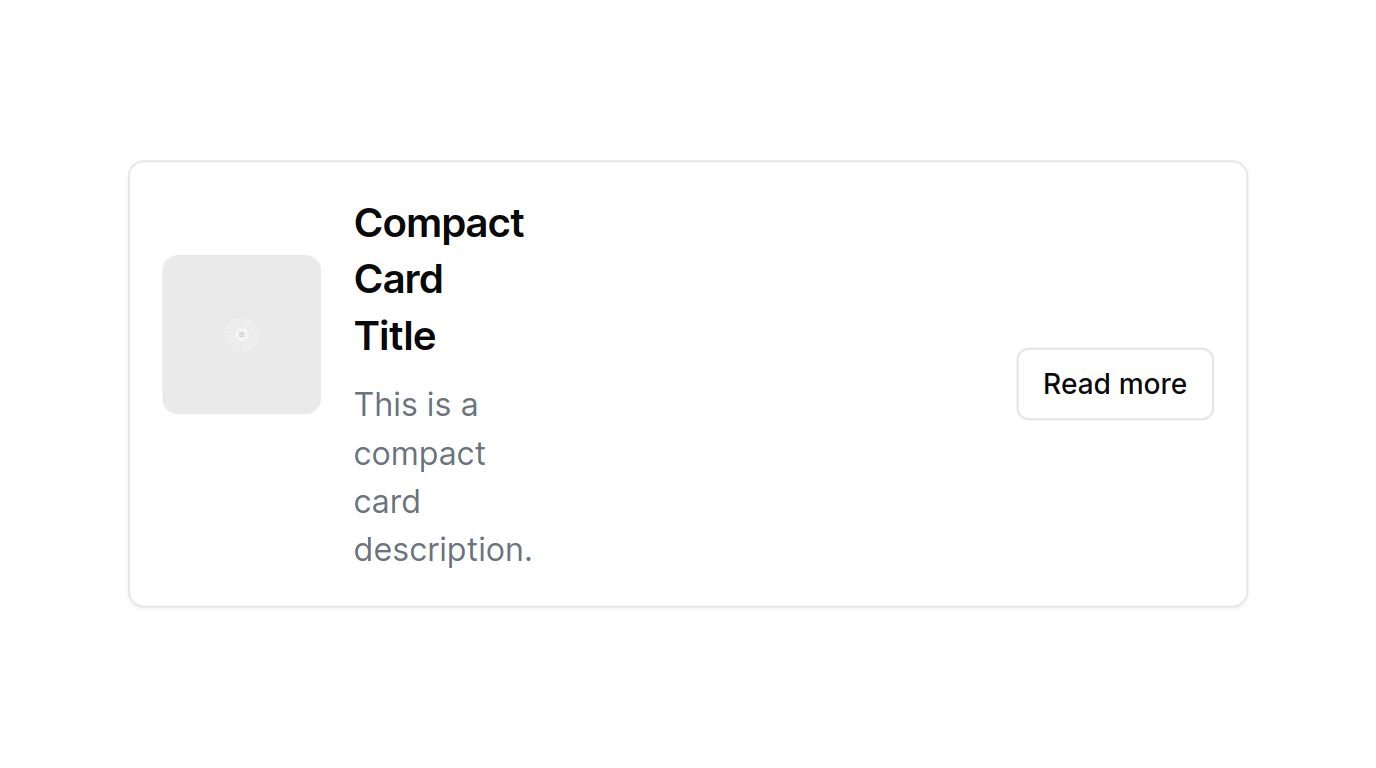 Compact
Card
Title
This is a
compact
card
description.
Read more